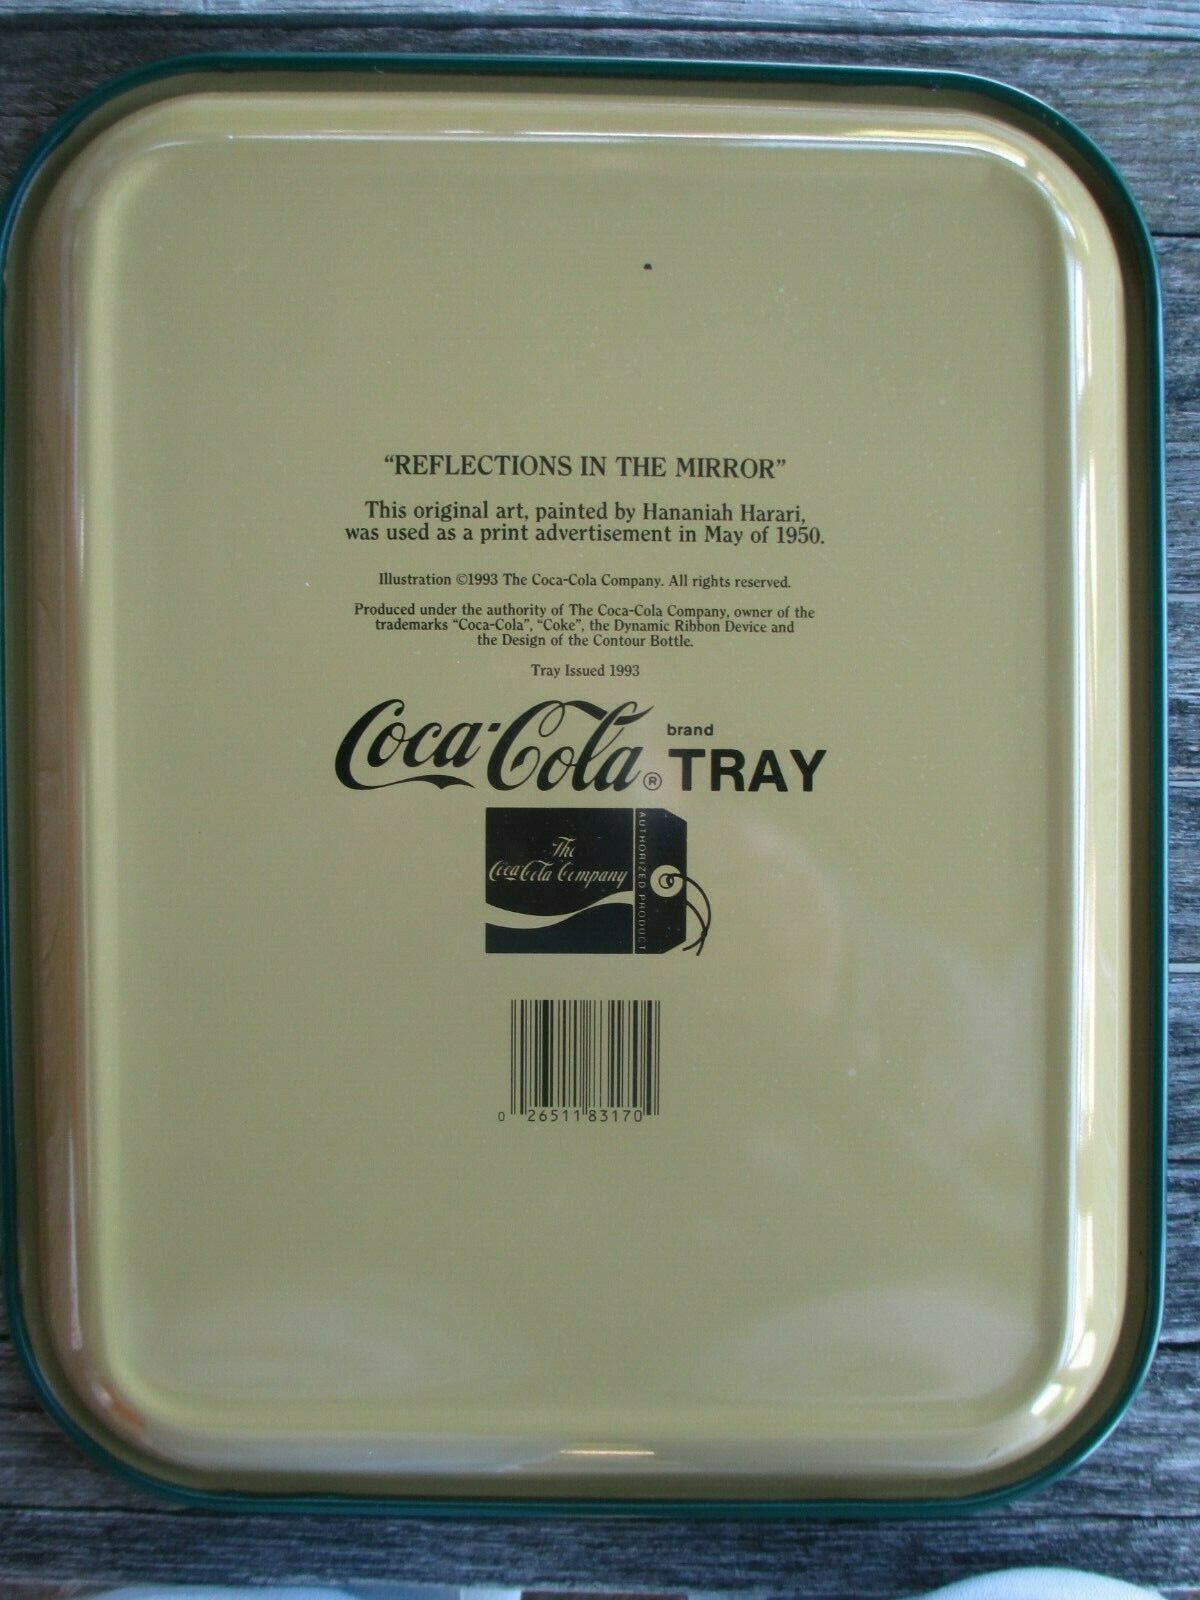 “REFLECTIONS IN THE MIRROR”
This original art, painted by Hananiah Harari,
was used as a print advertisement in May of 1950.
Illustration ©1993 The Coca-Cola Company. All rights reserved.
Produced under the authority of The Coca-Cola Company, owner of the
trademarks “Coca-Cola”, “Coke”, the Dynamic Ribbon Device and
the Design of the Contour Bottle.
Tray Issued 1993
Coca-Cola® brand TRAY
The
Coca-Cola Company
AUTHORIZED PRODUCT
0 26511 83170